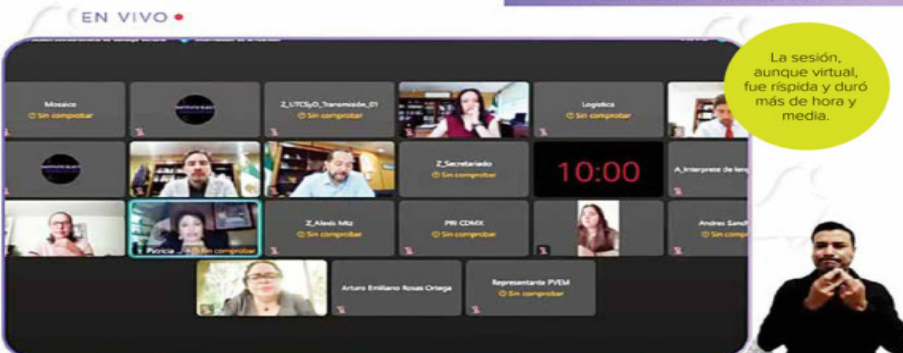 EN VIVO
La sesión,
aunque virtual,
fue ríspida y duró
más de hora y
media.
Mosaico
Sin comprobar
Z_UTCSyD_Transmisión_01
Sin comprobar
Logística
Sin comprobar
Z_Secretariado
Sin comprobar
10:00
A_Interprete de
Patricia
Sin comprobar
Z_Alexis Mtz
Sin comprobar
PRI CDMX
Sin comprobar
Andres
Sin
Arturo Emiliano Rosas Ortega
Representante PVEM
Sin comprobar